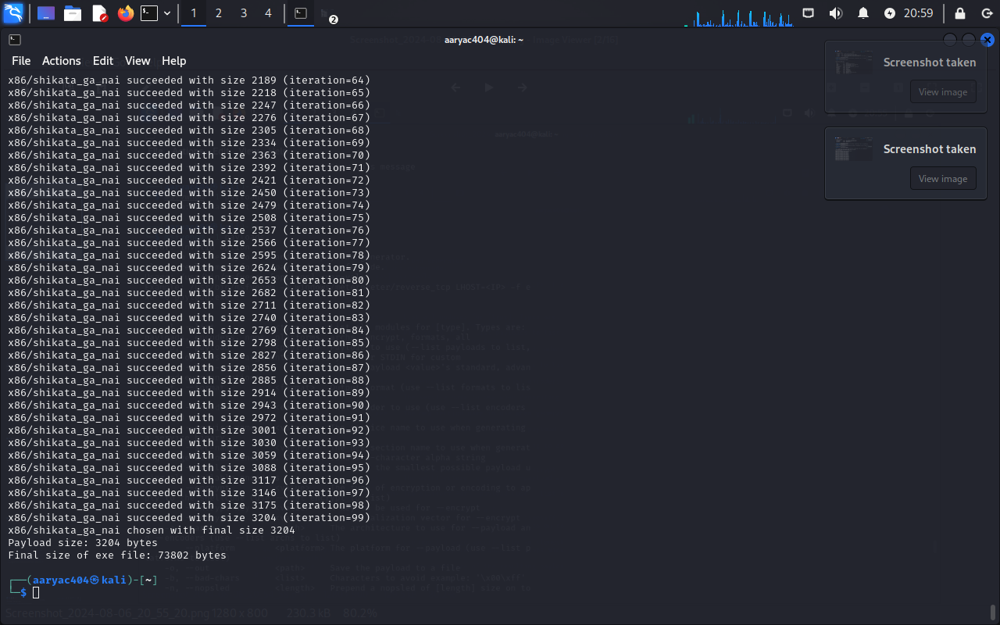 1 2 3 4 2 20:59
aaryac404@kali: ~
File Actions Edit View Help
x86/shikata_ga_nai succeeded with size 2189 (iteration=64)
x86/shikata_ga_nai succeeded with size 2218 (iteration=65)
x86/shikata_ga_nai succeeded with size 2247 (iteration=66)
x86/shikata_ga_nai succeeded with size 2276 (iteration=67)
x86/shikata_ga_nai succeeded with size 2305 (iteration=68)
x86/shikata_ga_nai succeeded with size 2334 (iteration=69)
x86/shikata_ga_nai succeeded with size 2363 (iteration=70)
x86/shikata_ga_nai succeeded with size 2392 (iteration=71)
x86/shikata_ga_nai succeeded with size 2421 (iteration=72)
x86/shikata_ga_nai succeeded with size 2450 (iteration=73)
x86/shikata_ga_nai succeeded with size 2479 (iteration=74)
x86/shikata_ga_nai succeeded with size 2508 (iteration=75)
x86/shikata_ga_nai succeeded with size 2537 (iteration=76)
x86/shikata_ga_nai succeeded with size 2566 (iteration=77)
x86/shikata_ga_nai succeeded with size 2595 (iteration=78)
x86/shikata_ga_nai succeeded with size 2624 (iteration=79)
x86/shikata_ga_nai succeeded with size 2653 (iteration=80)
x86/shikata_ga_nai succeeded with size 2682 (iteration=81)
x86/shikata_ga_nai succeeded with size 2711 (iteration=82)
x86/shikata_ga_nai succeeded with size 2740 (iteration=83)
x86/shikata_ga_nai succeeded with size 2769 (iteration=84)
x86/shikata_ga_nai succeeded with size 2798 (iteration=85)
x86/shikata_ga_nai succeeded with size 2827 (iteration=86)
x86/shikata_ga_nai succeeded with size 2856 (iteration=87)
x86/shikata_ga_nai succeeded with size 2885 (iteration=88)
x86/shikata_ga_nai succeeded with size 2914 (iteration=89)
x86/shikata_ga_nai succeeded with size 2943 (iteration=90)
x86/shikata_ga_nai succeeded with size 2972 (iteration=91)
x86/shikata_ga_nai succeeded with size 3001 (iteration=92)
x86/shikata_ga_nai succeeded with size 3030 (iteration=93)
x86/shikata_ga_nai succeeded with size 3059 (iteration=94)
x86/shikata_ga_nai succeeded with size 3088 (iteration=95)
x86/shikata_ga_nai succeeded with size 3117 (iteration=96)
x86/shikata_ga_nai succeeded with size 3146 (iteration=97)
x86/shikata_ga_nai succeeded with size 3175 (iteration=98)
x86/shikata_ga_nai succeeded with size 3204 (iteration=99)
x86/shikata_ga_nai chosen with final size 3204
Payload size: 3204 bytes
Final size of exe file: 73802 bytes
┌──(aaryac404㉿kali)-[~]
└─$
Screenshot taken
View image
Screenshot taken
View image
Screenshot_2024-08-06_20_55_20.png 1280 x 800 230.3 kB 80.2%